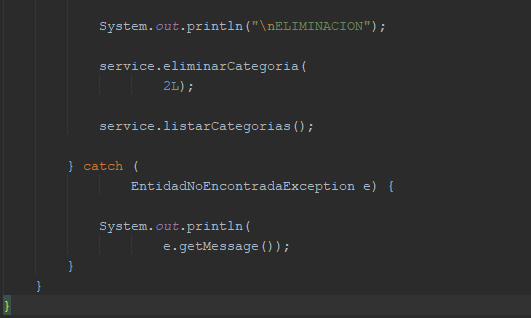 System.out.println("\nELIMINACION");
service.eliminarCategoria(
2L);
service.listarCategorias();
} catch (
EntidadNoEncontradaException e) {
System.out.println(
e.getMessage());
}
}
}